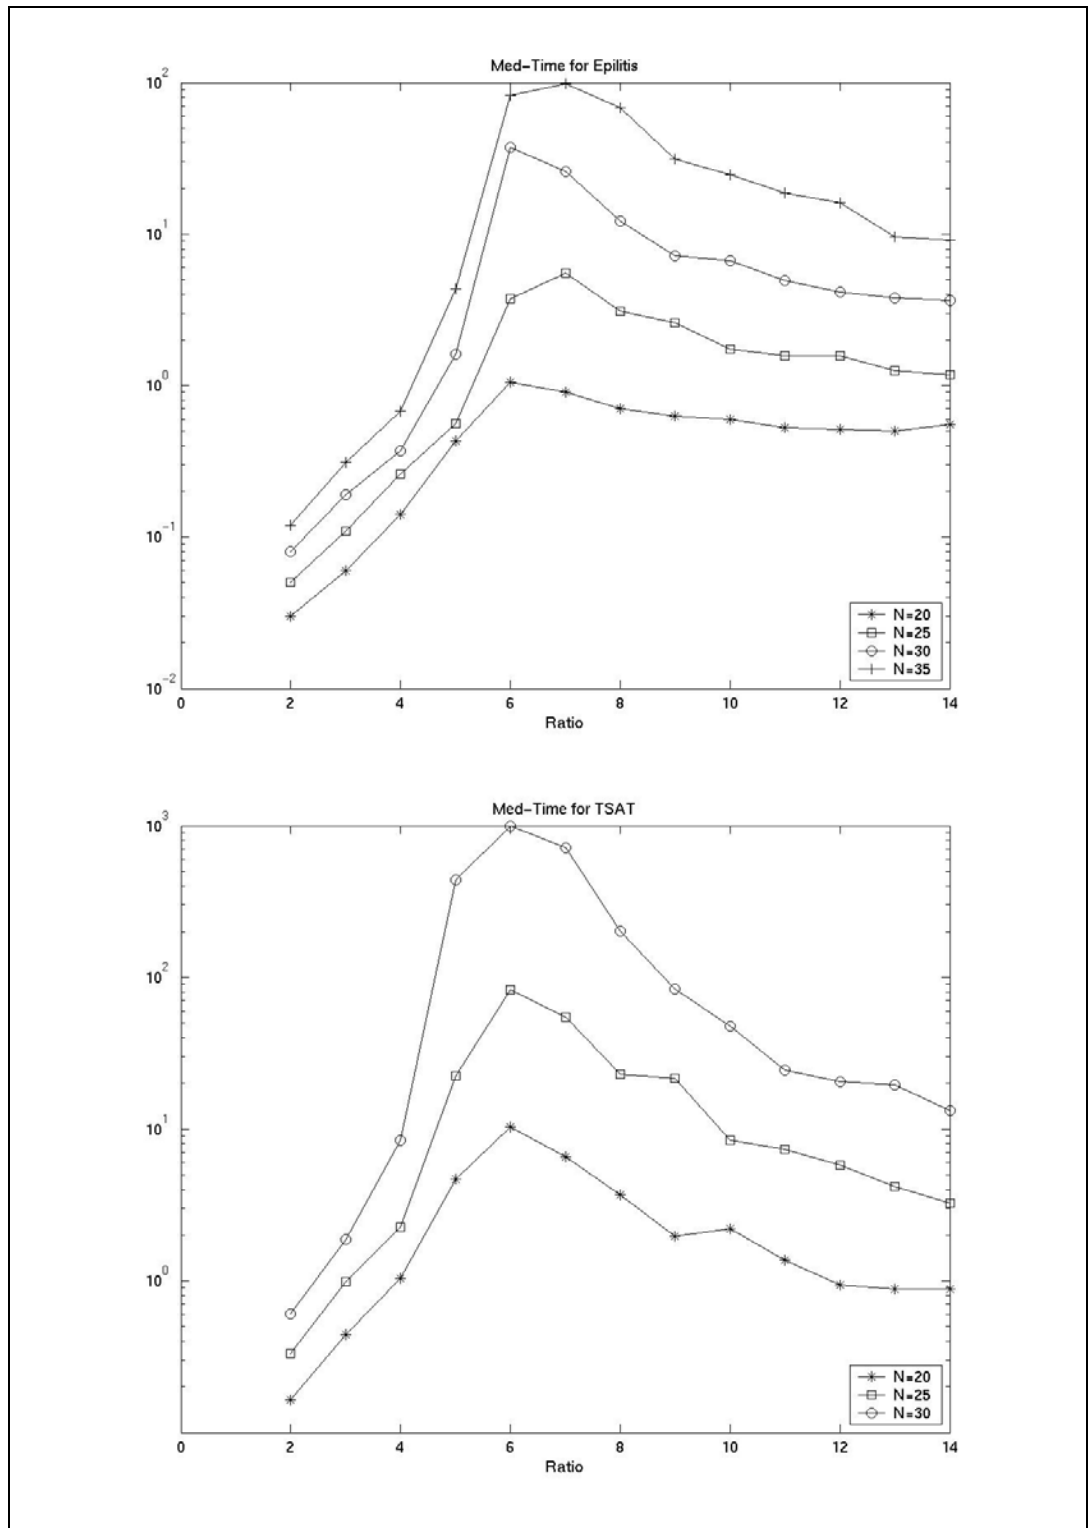 Med-Time for Epilitis
10^2
10^1
10^0
10^-1
10^-2
0 2 4 6 8 10 12 14
Ratio
N=20
N=25
N=30
N=35
Med-Time for TSAT
10^3
10^2
10^1
10^0
0 2 4 6 8 10 12 14
Ratio
N=20
N=25
N=30